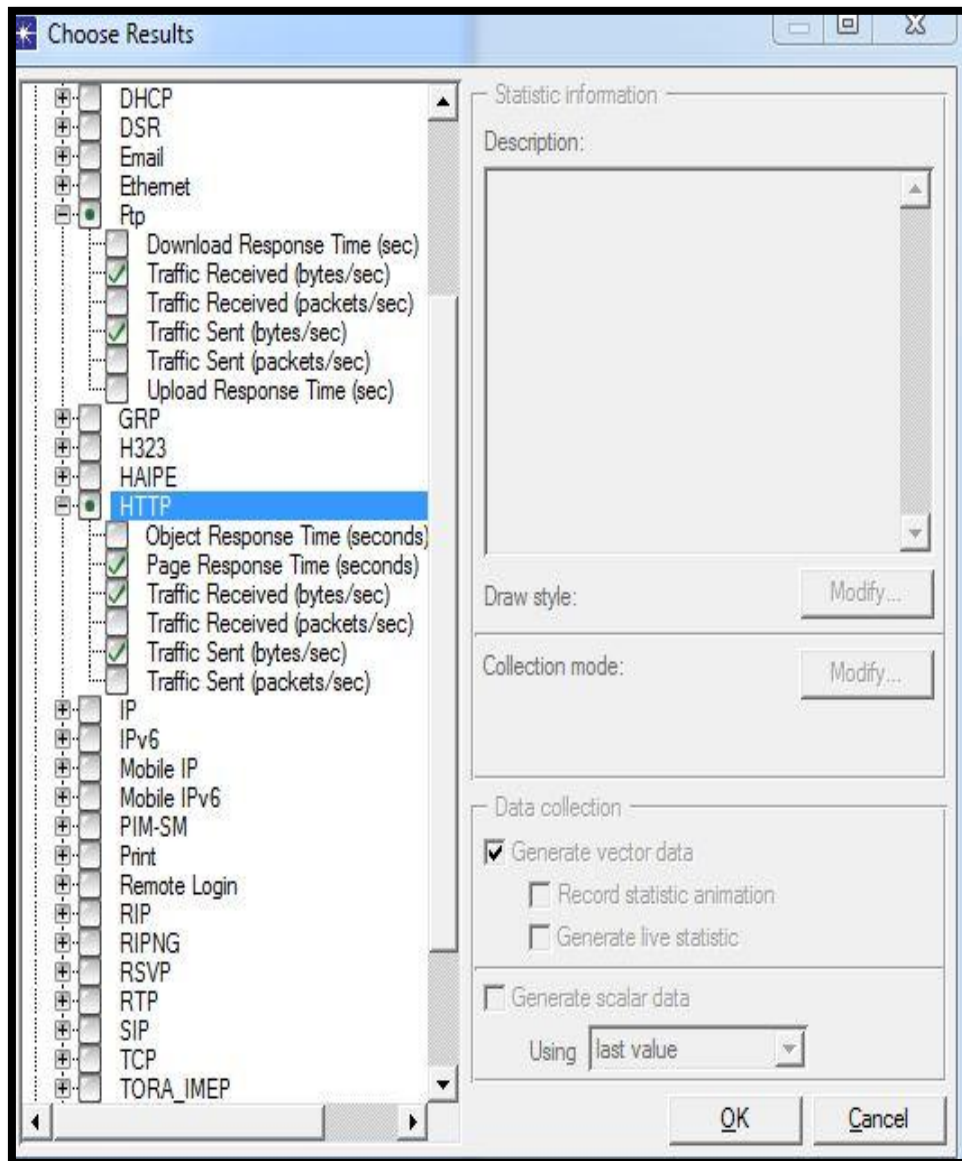 Choose Results
DHCP
DSR
Email
Ethernet
Ftp
Download Response Time (sec)
Traffic Received (bytes/sec)
Traffic Received (packets/sec)
Traffic Sent (bytes/sec)
Traffic Sent (packets/sec)
Upload Response Time (sec)
GRP
H323
HAIPE
HTTP
Object Response Time (seconds)
Page Response Time (seconds)
Traffic Received (bytes/sec)
Traffic Received (packets/sec)
Traffic Sent (bytes/sec)
Traffic Sent (packets/sec)
IP
IPv6
Mobile IP
Mobile IPv6
PIM-SM
Print
Remote Login
RIP
RIPNG
RSVP
RTP
SIP
TCP
TORA_IMEP
Statistic information
Description:
Draw style:
Modify...
Collection mode:
Modify...
Data collection
Generate vector data
Record statistic animation
Generate live statistic
Generate scalar data
Using last value
OK
Cancel